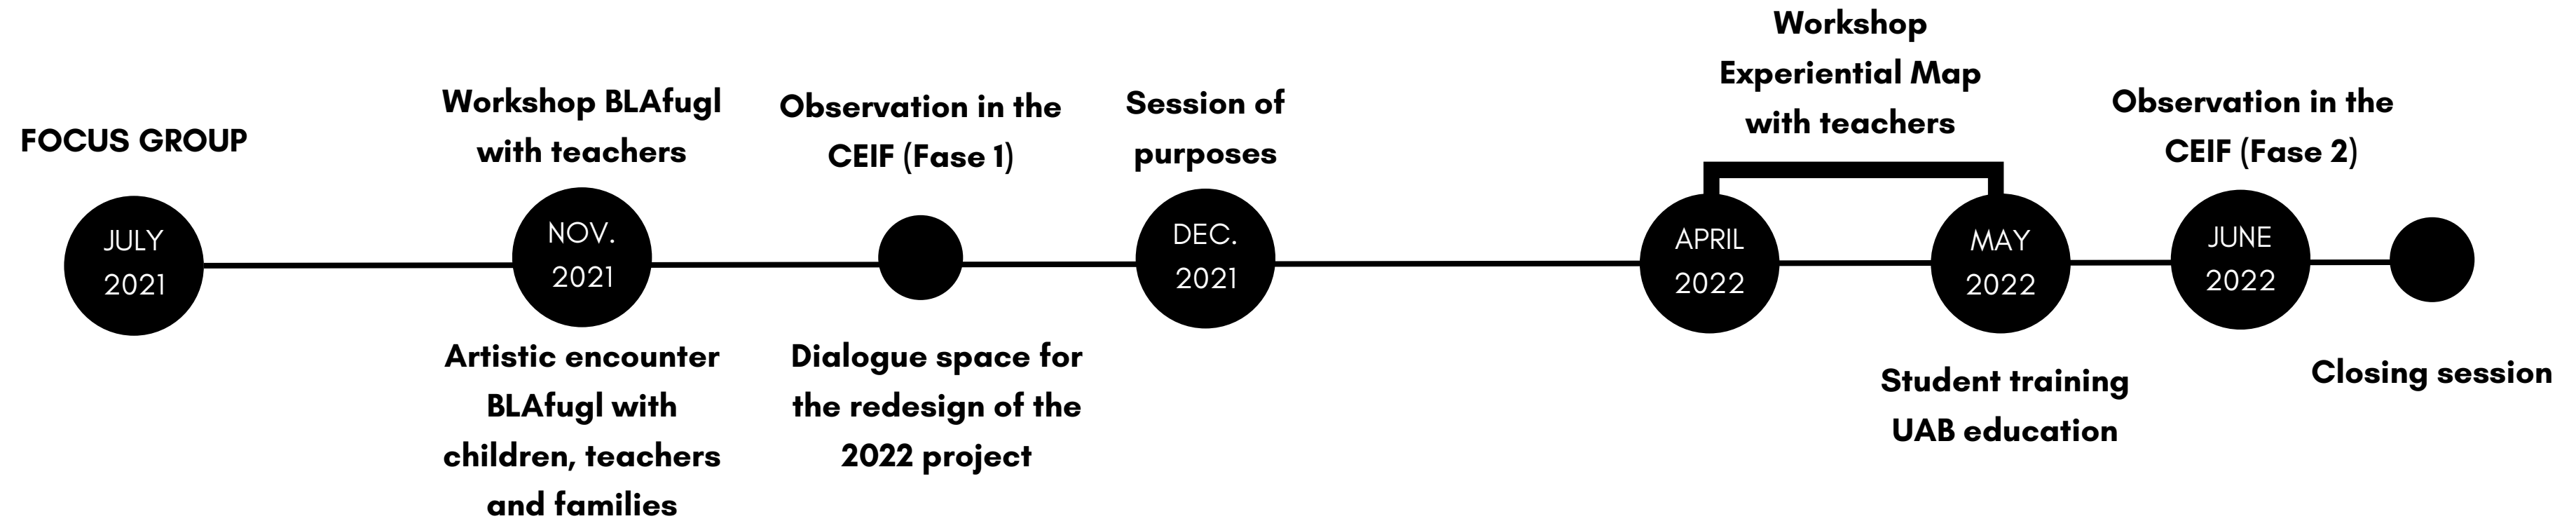 FOCUS GROUP
JULY
2021
Workshop BLAfugl
with teachers
NOV.
2021
Artistic encounter
BLAfugl with
children, teachers
and families
Observation in the
CEIF (Fase 1)
Dialogue space for
the redesign of the
2022 project
Session of
purposes
DEC.
2021
Workshop
Experiential Map
with teachers
APRIL
2022
MAY
2022
Student training
UAB education
Observation in the
CEIF (Fase 2)
JUNE
2022
Closing session